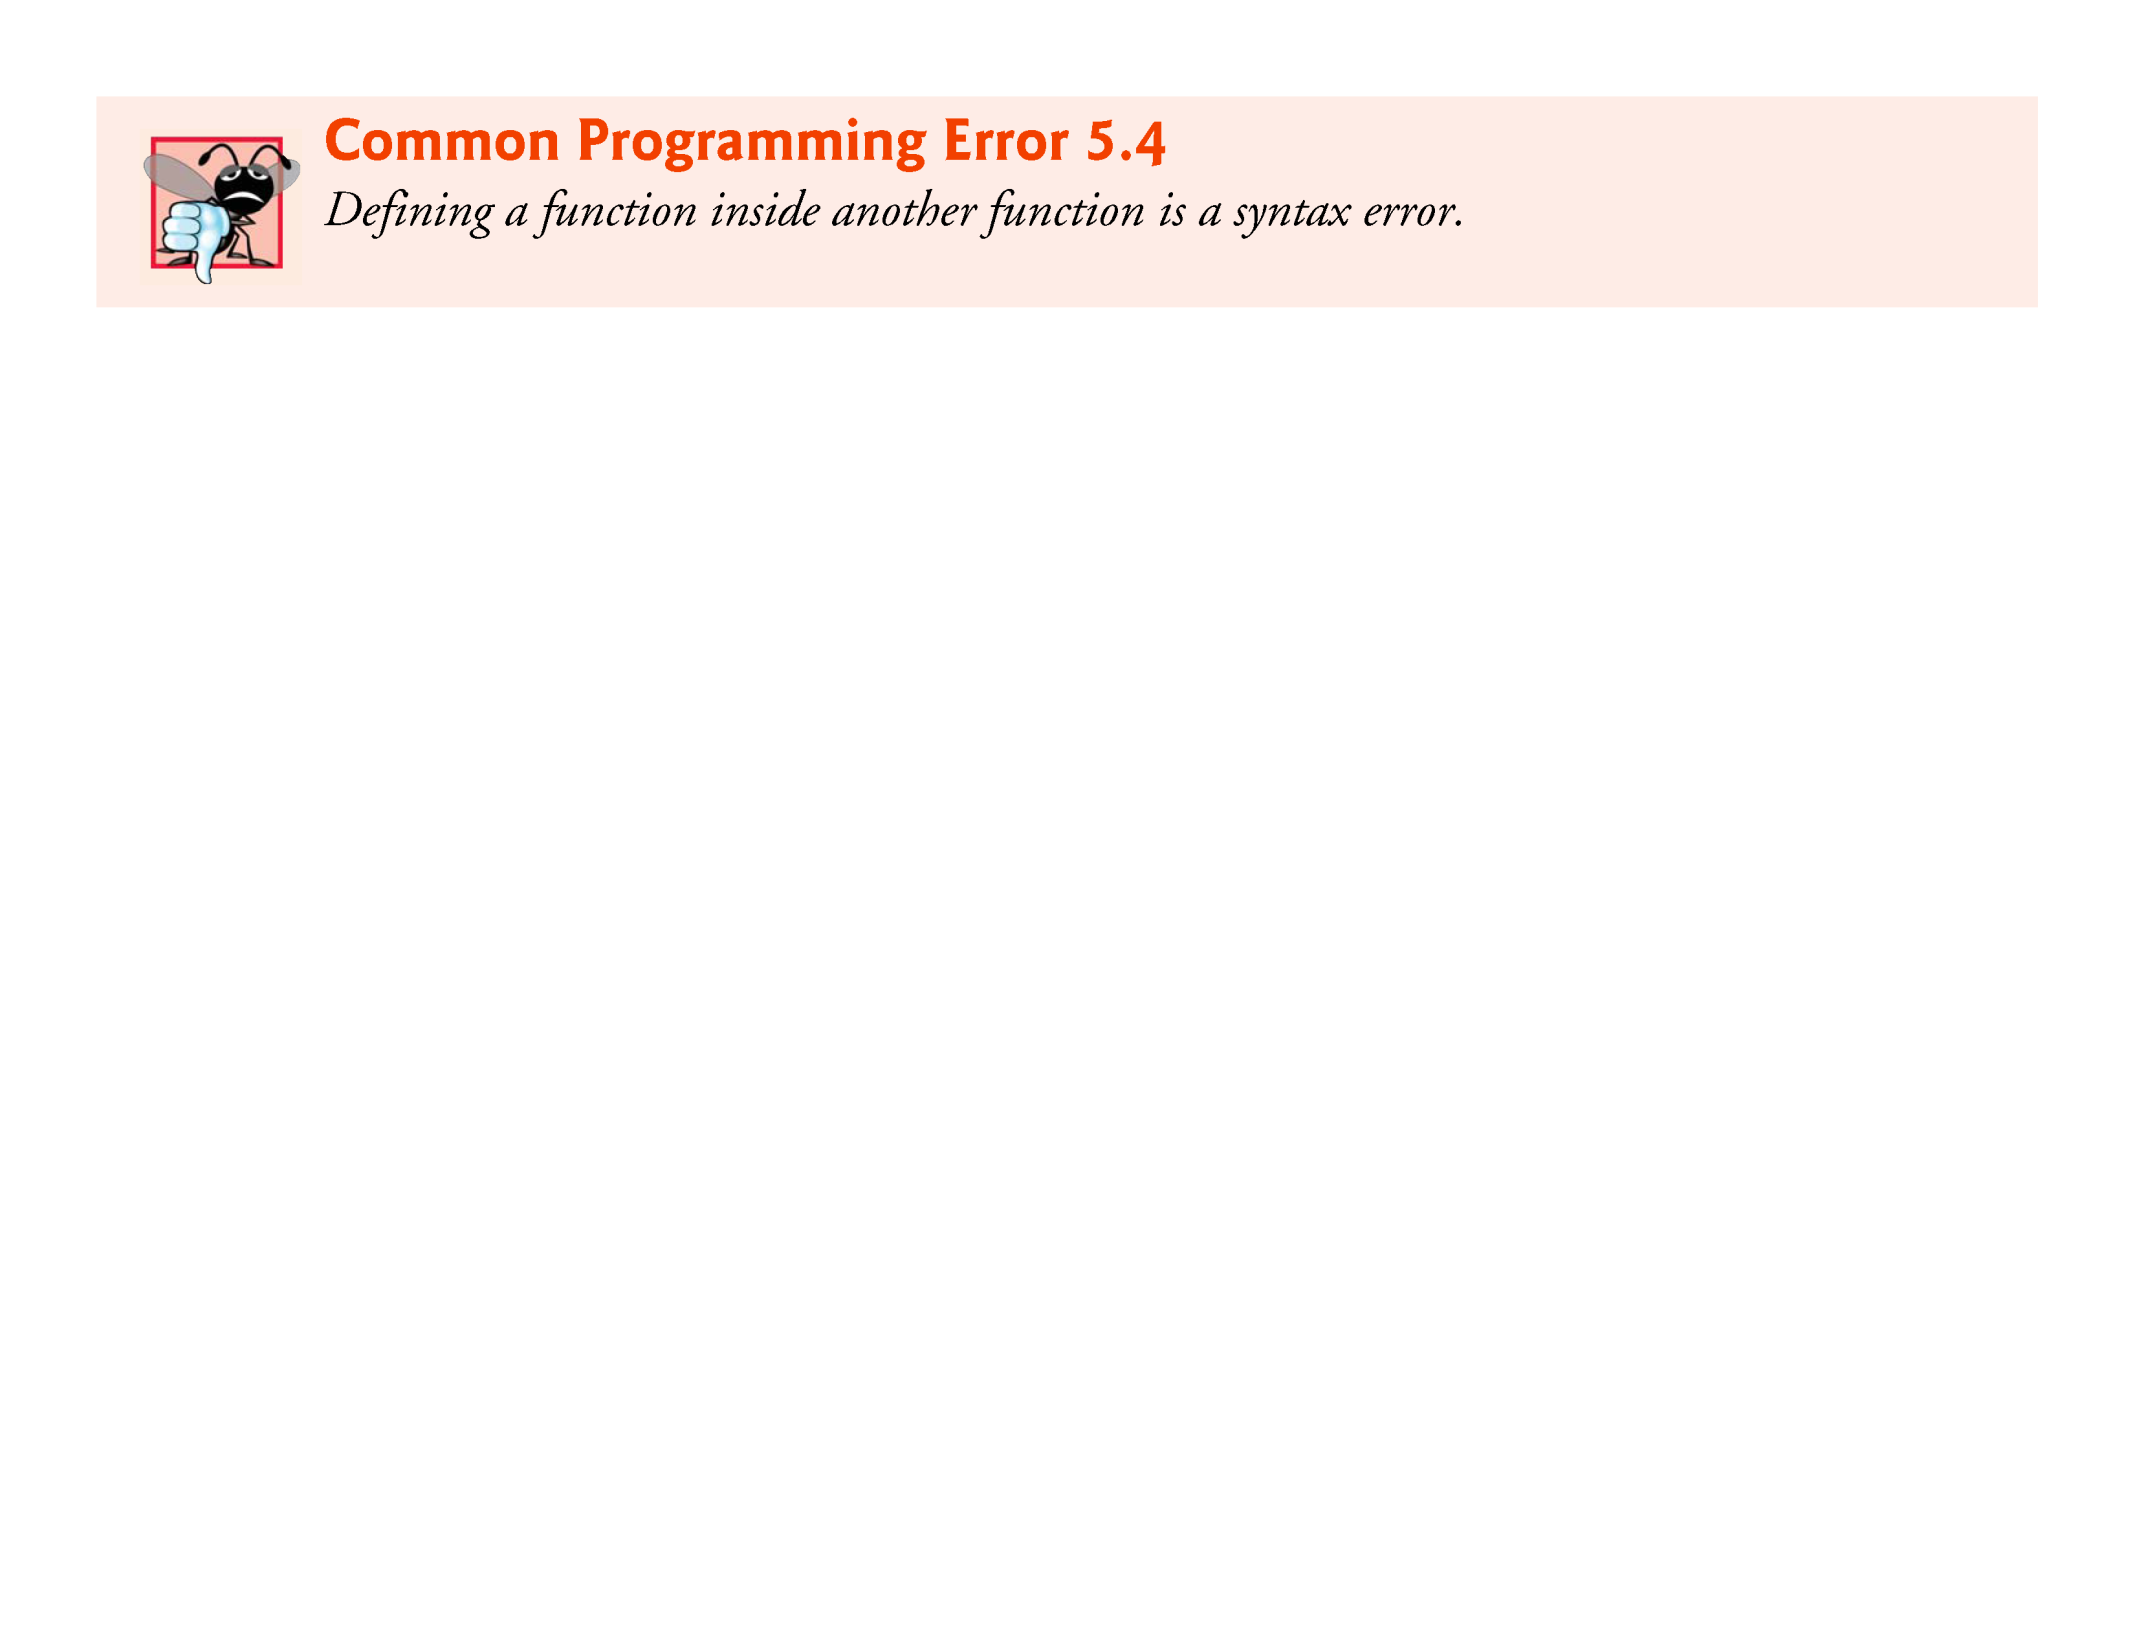 Common Programming Error 5.4
Defining a function inside another function is a syntax error.